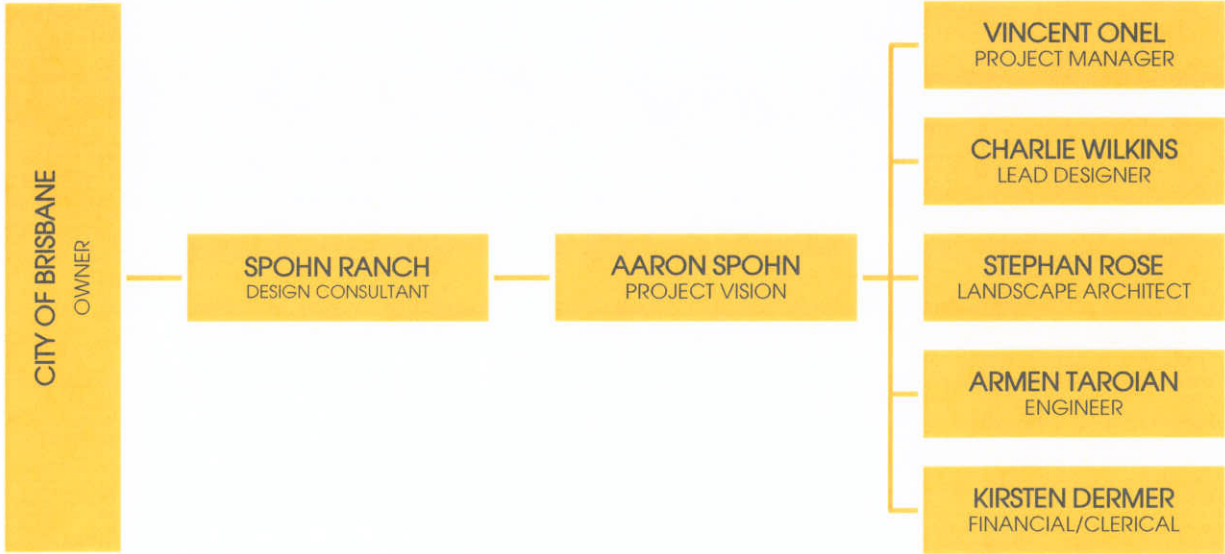 CITY OF BRISBANE
OWNER
SPOHN RANCH
DESIGN CONSULTANT
AARON SPOHN
PROJECT VISION
VINCENT ONEL
PROJECT MANAGER
CHARLIE WILKINS
LEAD DESIGNER
STEPHAN ROSE
LANDSCAPE ARCHITECT
ARMEN TAROIAN
ENGINEER
KIRSTEN DERMER
FINANCIAL/CLERICAL